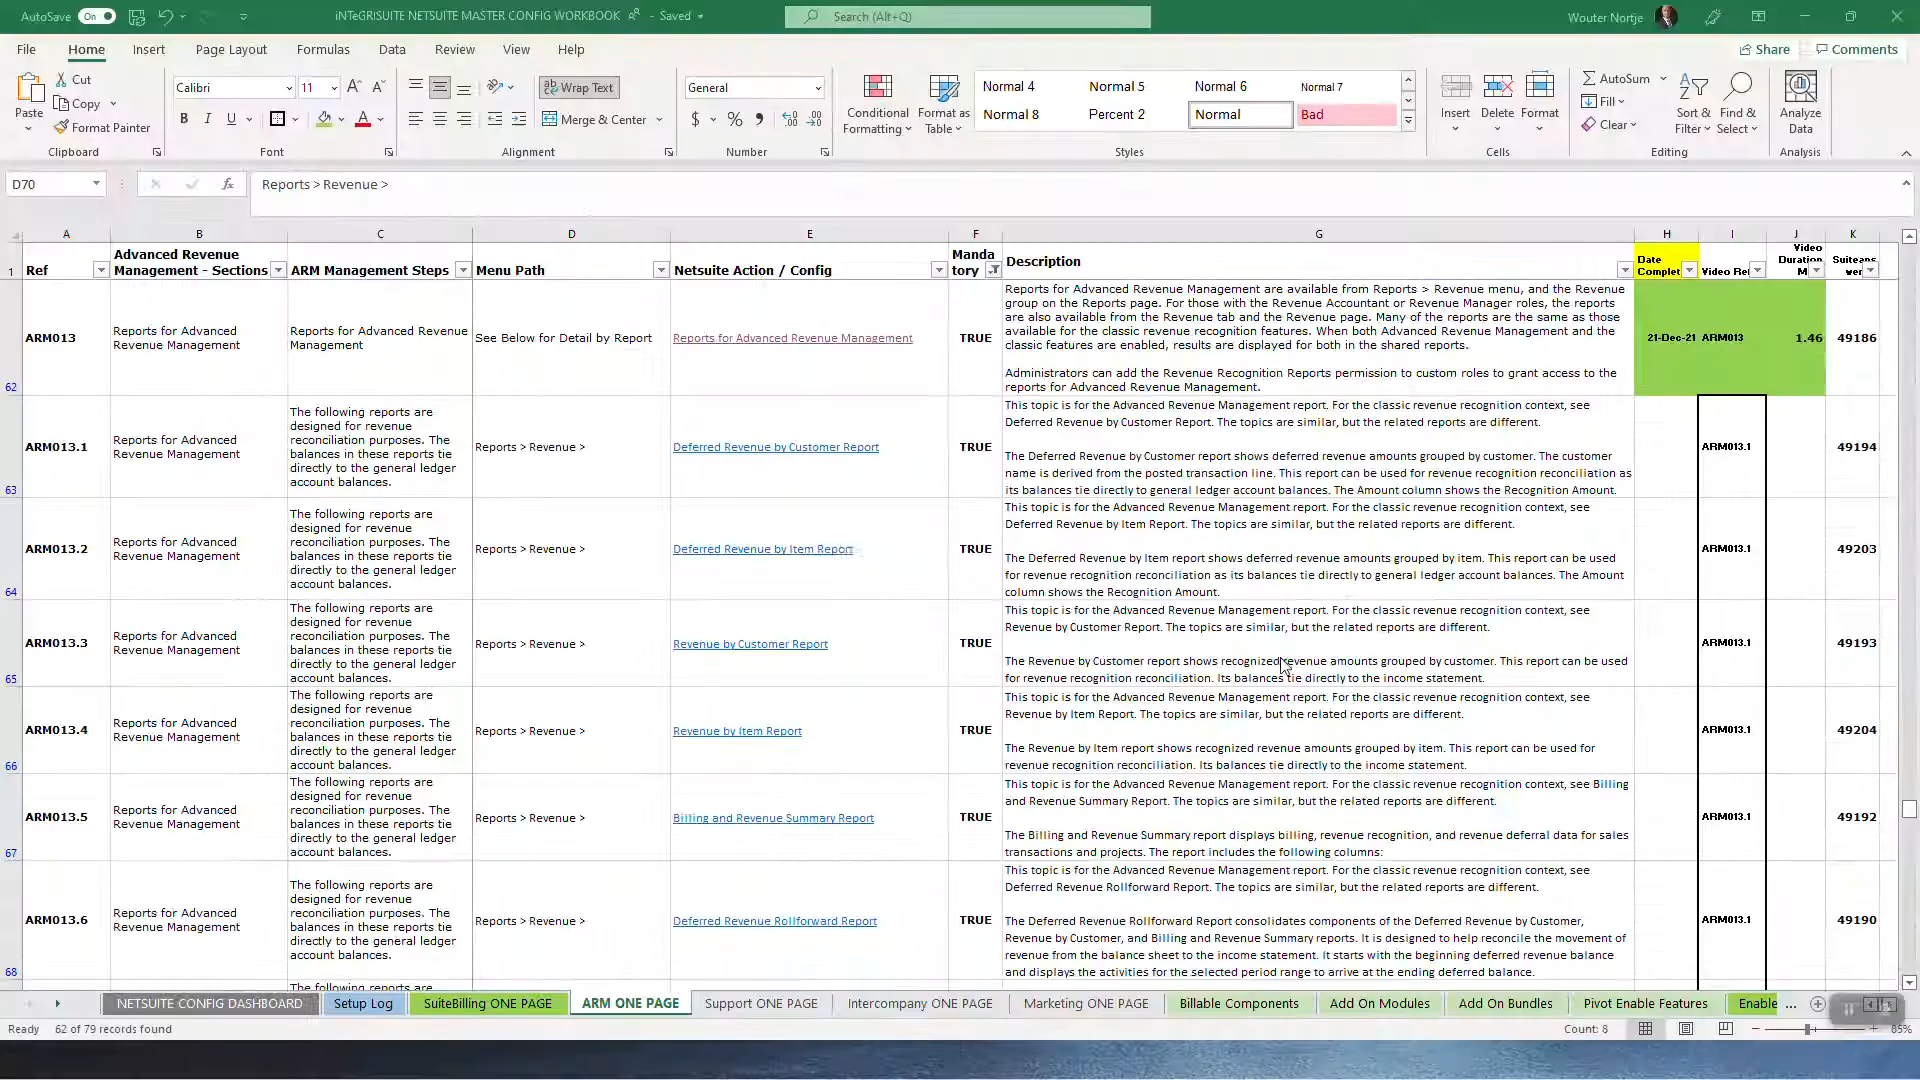 AutoSave On iNTeGRiSUITE NETSUITE MASTER CONFIG WORKBOOK - Saved Search (Alt+Q) Wouter Nortje
File Home Insert Page Layout Formulas Data Review View Help Share Comments
Paste Cut Copy Format Painter
Clipboard
Calibri 11
Font
Wrap Text
Merge & Center
Alignment
General
Number
Conditional Formatting
Format as Table
Normal 4 Normal 5 Normal 6 Normal 7
Normal 8 Percent 2 Normal Bad
Styles
Insert Delete Format
Cells
AutoSum
Fill
Clear
Sort & Filter
Find & Select
Editing
Analyze Data
Analysis
D70 fx Reports > Revenue >
A B C D E F G H I J K
1 Ref
Advanced Revenue Management - Sections
ARM Management Steps
Menu Path
Netsuite Action / Config
Manda
tory
Description
Date
Complet
Video Re
Video
Duration
M
Suiteans
wer
62 ARM013
Reports for Advanced
Revenue Management
Reports for Advanced Revenue
Management
See Below for Detail by Report
Reports for Advanced Revenue Management
TRUE
Reports for Advanced Revenue Management are available from Reports > Revenue menu, and the Revenue
group on the Reports page. For those with the Revenue Accountant or Revenue Manager roles, the reports
are also available from the Revenue tab and the Revenue page. Many of the reports are the same as those
available for the classic revenue recognition features. When both Advanced Revenue Management and the
classic features are enabled, results are displayed for both in the shared reports.
Administrators can add the Revenue Recognition Reports permission to custom roles to grant access to the
reports for Advanced Revenue Management.
21-Dec-21 ARM013 1.46 49186
63 ARM013.1
Reports for Advanced
Revenue Management
The following reports are
designed for revenue
reconciliation purposes. The
balances in these reports tie
directly to the general ledger
account balances.
Reports > Revenue >
Deferred Revenue by Customer Report
TRUE
This topic is for the Advanced Revenue Management report. For the classic revenue recognition context, see
Deferred Revenue by Customer Report. The topics are similar, but the related reports are different.
The Deferred Revenue by Customer report shows deferred revenue amounts grouped by customer. The customer
name is derived from the posted transaction line. This report can be used for revenue recognition reconciliation as
its balances tie directly to general ledger account balances. The Amount column shows the Recognition Amount.
ARM013.1 49194
64 ARM013.2
Reports for Advanced
Revenue Management
The following reports are
designed for revenue
reconciliation purposes. The
balances in these reports tie
directly to the general ledger
account balances.
Reports > Revenue >
Deferred Revenue by Item Report
TRUE
This topic is for the Advanced Revenue Management report. For the classic revenue recognition context, see
Deferred Revenue by Item Report. The topics are similar, but the related reports are different.
The Deferred Revenue by Item report shows deferred revenue amounts grouped by item. This report can be used
for revenue recognition reconciliation as its balances tie directly to general ledger account balances. The Amount
column shows the Recognition Amount.
ARM013.1 49203
65 ARM013.3
Reports for Advanced
Revenue Management
The following reports are
designed for revenue
reconciliation purposes. The
balances in these reports tie
directly to the general ledger
account balances.
Reports > Revenue >
Revenue by Customer Report
TRUE
This topic is for the Advanced Revenue Management report. For the classic revenue recognition context, see
Revenue by Customer Report. The topics are similar, but the related reports are different.
The Revenue by Customer report shows recognized revenue amounts grouped by customer. This report can be used
for revenue recognition reconciliation. Its balances tie directly to the income statement.
ARM013.1 49193
66 ARM013.4
Reports for Advanced
Revenue Management
The following reports are
designed for revenue
reconciliation purposes. The
balances in these reports tie
directly to the general ledger
account balances.
Reports > Revenue >
Revenue by Item Report
TRUE
This topic is for the Advanced Revenue Management report. For the classic revenue recognition context, see
Revenue by Item Report. The topics are similar, but the related reports are different.
The Revenue by Item report shows recognized revenue amounts grouped by item. This report can be used for
revenue recognition reconciliation. Its balances tie directly to the income statement.
ARM013.1 49204
67 ARM013.5
Reports for Advanced
Revenue Management
The following reports are
designed for revenue
reconciliation purposes. The
balances in these reports tie
directly to the general ledger
account balances.
Reports > Revenue >
Billing and Revenue Summary Report
TRUE
This topic is for the Advanced Revenue Management report. For the classic revenue recognition context, see Billing
and Revenue Summary Report. The topics are similar, but the related reports are different.
The Billing and Revenue Summary report displays billing, revenue recognition, and revenue deferral data for sales
transactions and projects. The report includes the following columns:
ARM013.1 49192
68 ARM013.6
Reports for Advanced
Revenue Management
The following reports are
designed for revenue
reconciliation purposes. The
balances in these reports tie
directly to the general ledger
account balances.
Reports > Revenue >
Deferred Revenue Rollforward Report
TRUE
This topic is for the Advanced Revenue Management report. For the classic revenue recognition context, see
Deferred Revenue Rollforward Report. The topics are similar, but the related reports are different.
The Deferred Revenue Rollforward Report consolidates components of the Deferred Revenue by Customer,
Revenue by Customer, and Billing and Revenue Summary reports. It is designed to help reconcile the movement of
revenue from the balance sheet to the income statement. It starts with the beginning deferred revenue balance
and displays the activities for the selected period range to arrive at the ending deferred balance.
ARM013.1 49190
The following reports are
NETSUITE CONFIG DASHBOARD Setup Log SuiteBilling ONE PAGE ARM ONE PAGE Support ONE PAGE Intercompany ONE PAGE Marketing ONE PAGE Billable Components Add On Modules Add On Bundles Pivot Enable Features Enable ...
Ready 62 of 79 records found Count: 8 85%